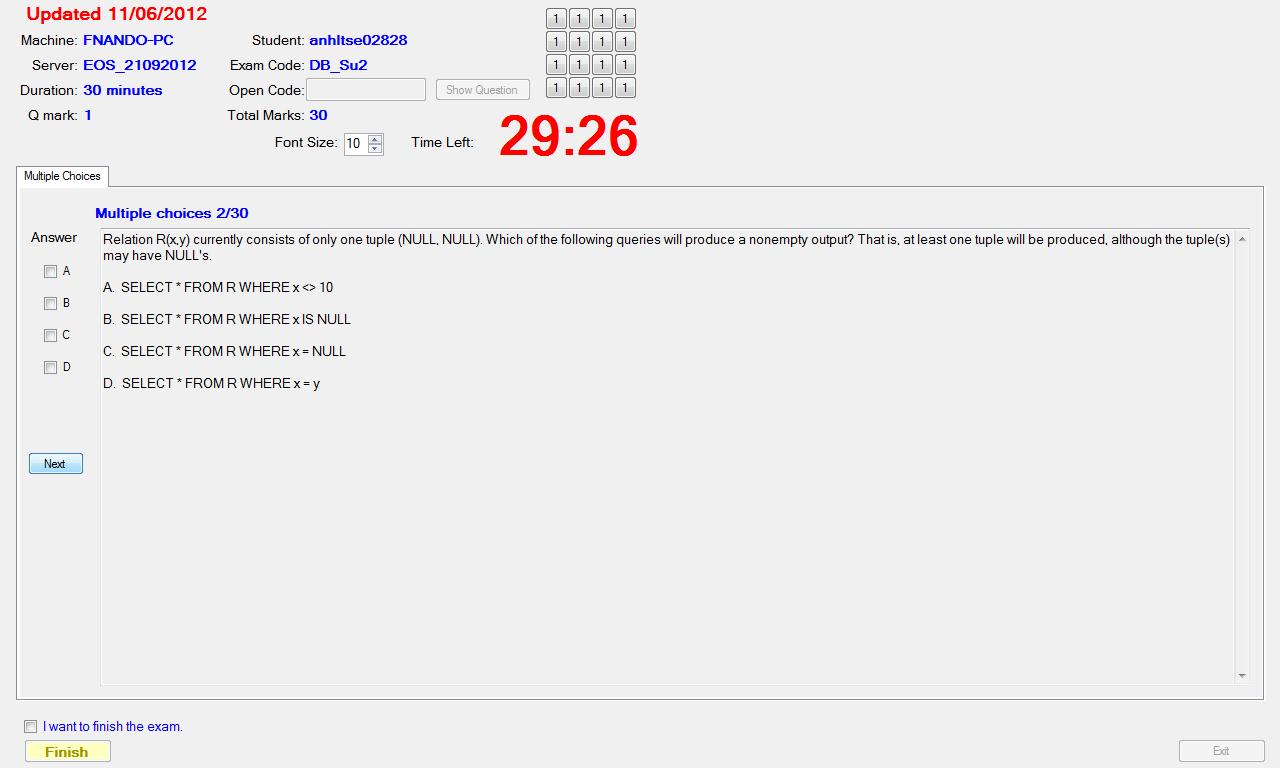 Updated 11/06/2012
Machine: FNANDO-PC Student: anhltse02828
Server: EOS_21092012 Exam Code: DB_Su2
Duration: 30 minutes Open Code: Show Question
Q mark: 1 Total Marks: 30
Font Size: 10 Time Left: 29:26
1 1 1 1
1 1 1 1
1 1 1 1
1 1 1 1
Multiple Choices
Multiple choices 2/30
Answer
A
B
C
D
Next
Relation R(x,y) currently consists of only one tuple (NULL, NULL). Which of the following queries will produce a nonempty output? That is, at least one tuple will be produced, although the tuple(s)
may have NULL's.
A. SELECT * FROM R WHERE x <> 10
B. SELECT * FROM R WHERE x IS NULL
C. SELECT * FROM R WHERE x = NULL
D. SELECT * FROM R WHERE x = y
I want to finish the exam.
Finish
Exit